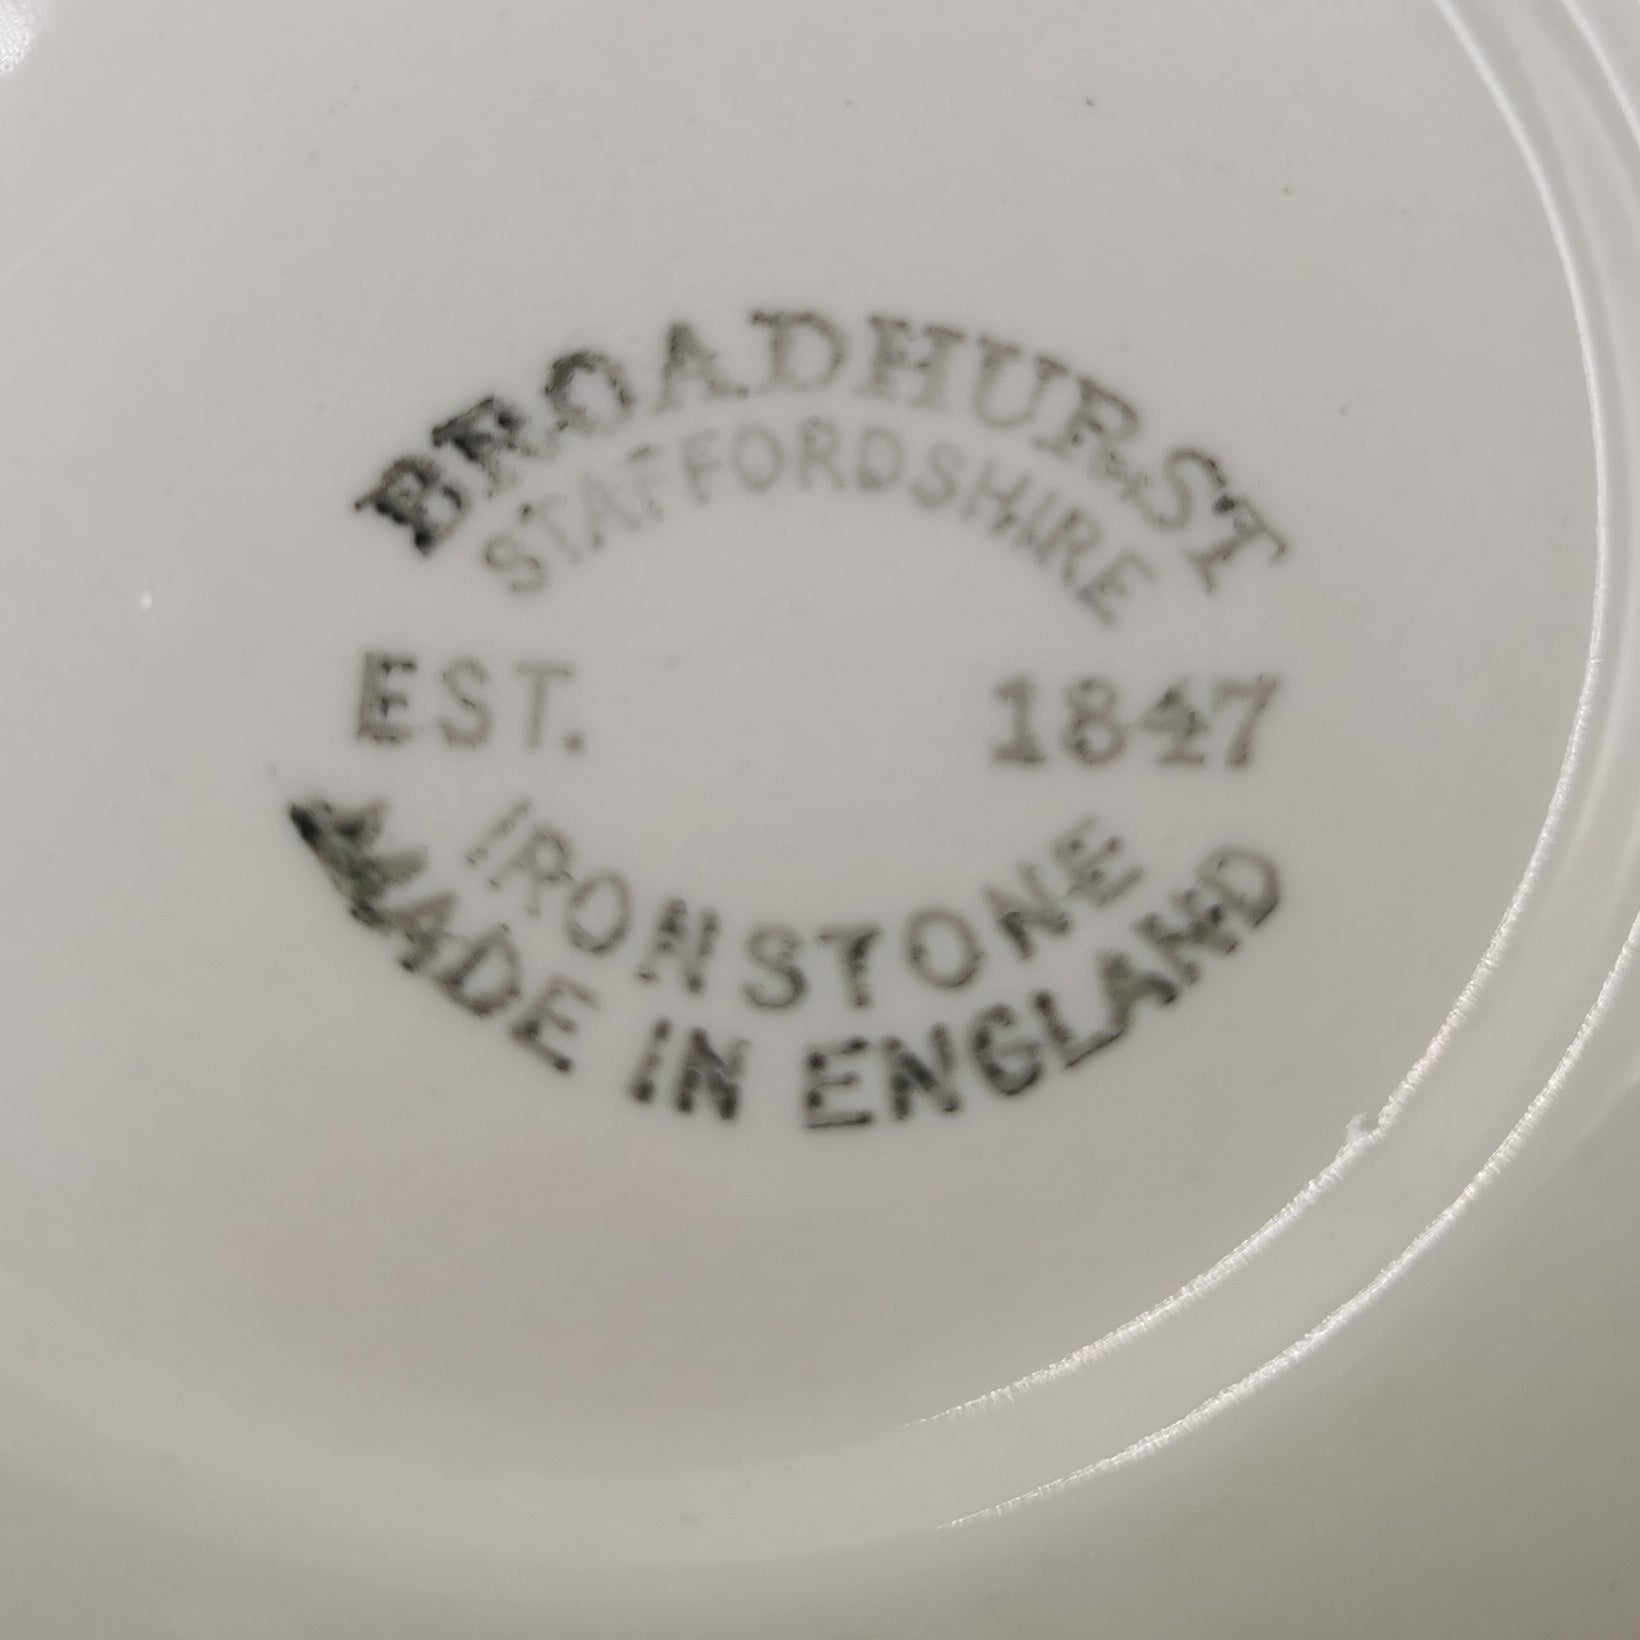 BROADHURST
STAFFORDSHIRE
EST. 1847
IRONSTONE
MADE IN ENGLAND